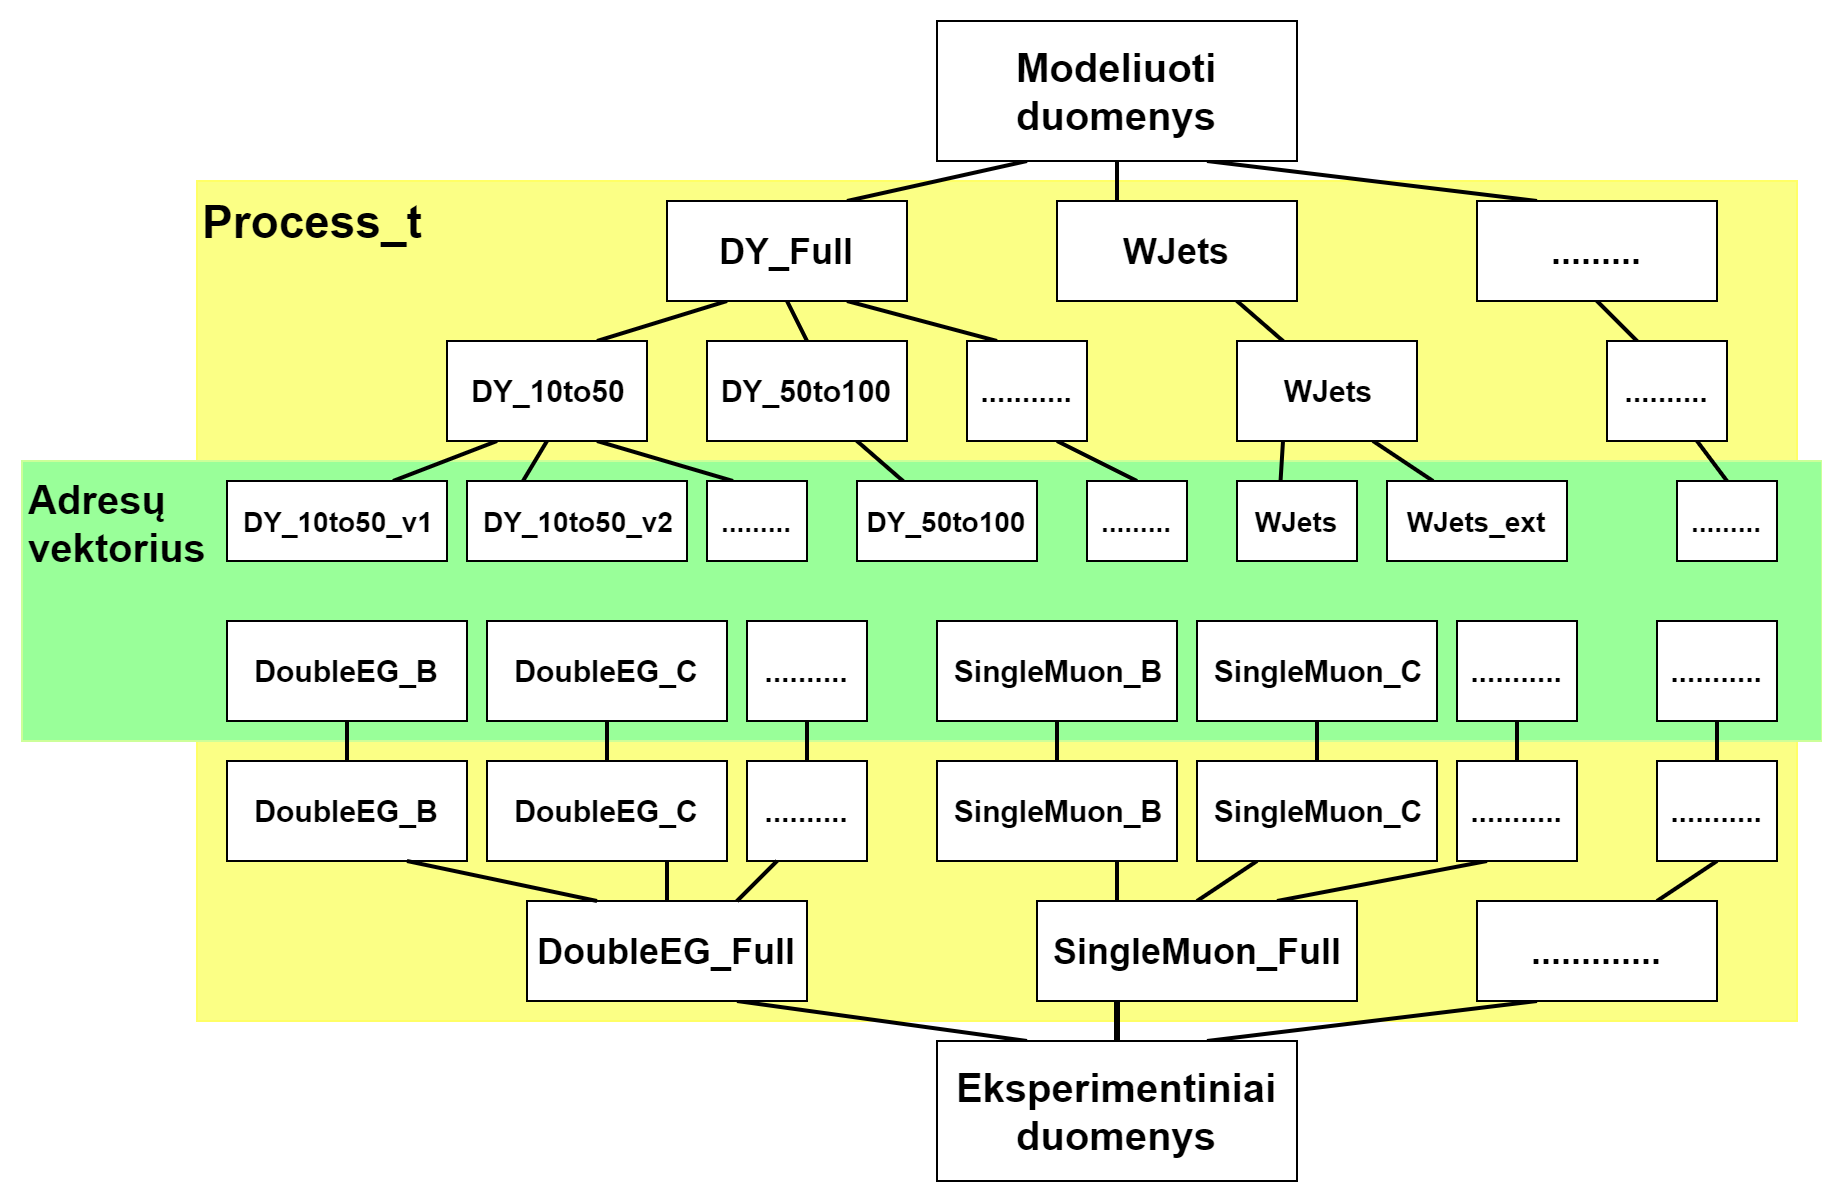 Modeliuoti
duomenys
Process_t
DY_Full
WJets
.........
DY_10to50
DY_50to100
...........
WJets
..........
Adresų
vektorius
DY_10to50_v1
DY_10to50_v2
.........
DY_50to100
.........
WJets
WJets_ext
.........
DoubleEG_B
DoubleEG_C
..........
SingleMuon_B
SingleMuon_C
...........
...........
DoubleEG_B
DoubleEG_C
..........
SingleMuon_B
SingleMuon_C
...........
...........
DoubleEG_Full
SingleMuon_Full
.............
Eksperimentiniai
duomenys